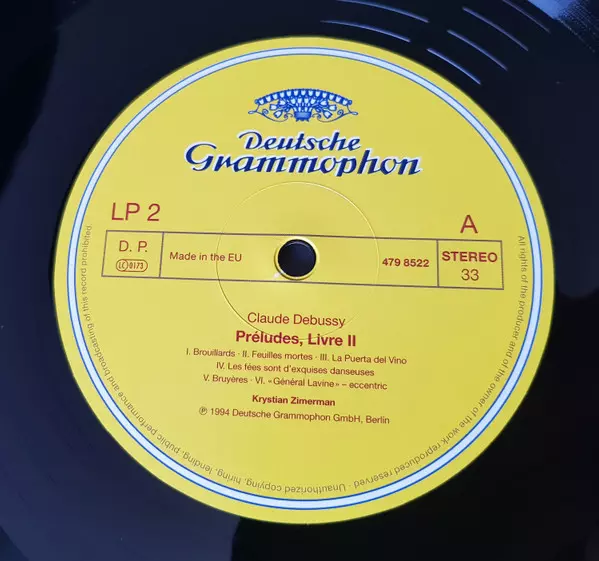 Deutsche
Grammophon
LP 2
A
D. P.
LC 0173
Made in the EU
479 8522
STEREO
33
Claude Debussy
Préludes, Livre II
I. Brouillards · II. Feuilles mortes · III. La Puerta del Vino
IV. Les fées sont d'exquises danseuses
V. Bruyères · VI. «Général Lavine» – eccentric
Krystian Zimerman
℗ 1994 Deutsche Grammophon GmbH, Berlin
All rights of the producer and of the owner of the work reproduced reserved · Unauthorized copying, hiring, lending, public performance and broadcasting of this record prohibited.